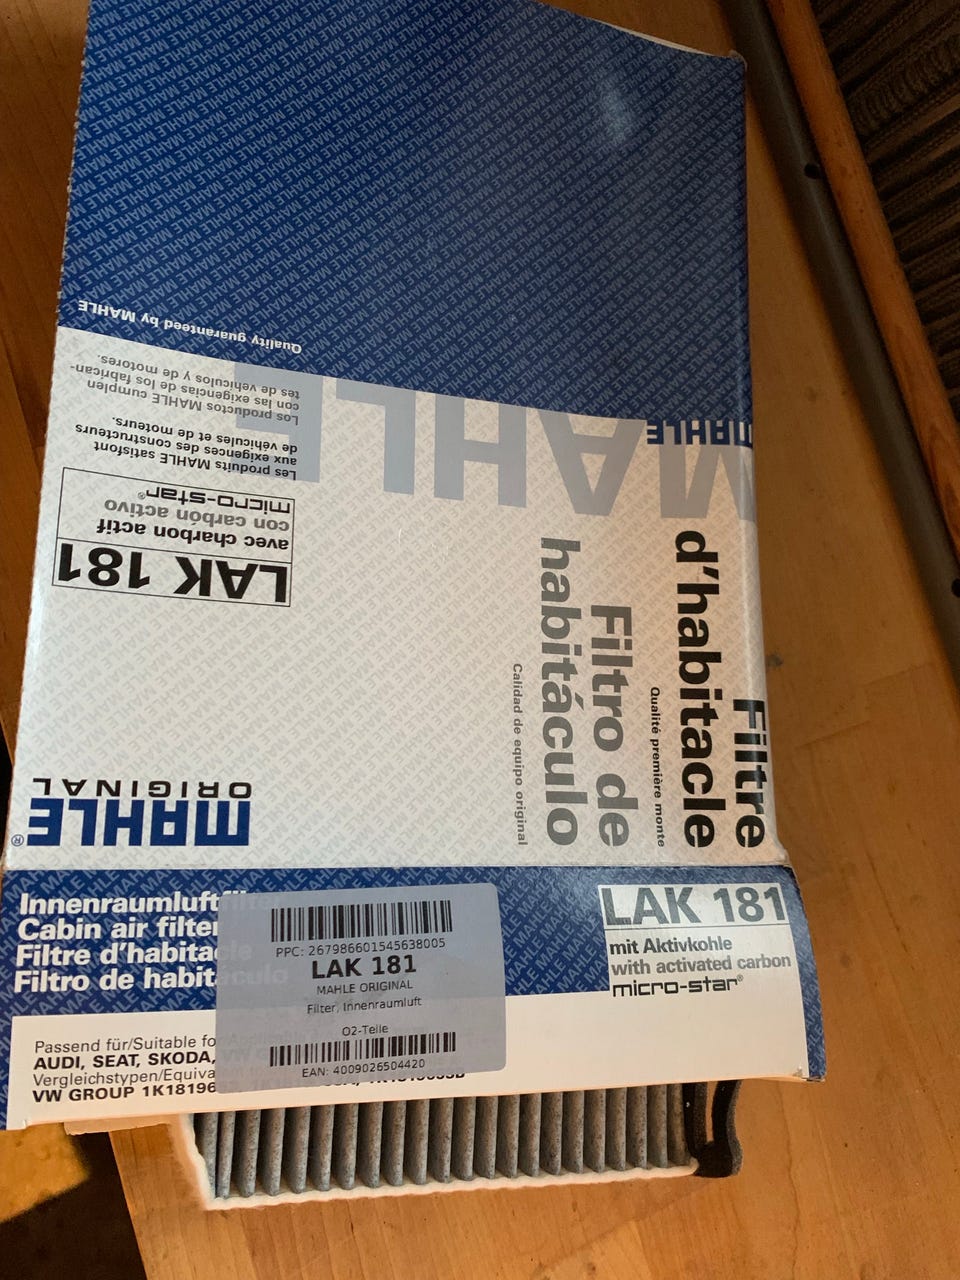 Quality guaranteed by MAHLE
Los productos MAHLE cumplen
con las exigencias de los fabrican-
tes de vehículos y de motores.
Les produits MAHLE satisfont
aux exigences des constructeurs
de véhicules et de moteurs.
LAK 181
avec charbon actif
con carbón activo
micro-star®
MAHLE
MAHLE
Filtre
d'habitacle
Qualité première monte
Filtro de
habitáculo
Calidad de equipo original
MAHLE®
ORIGINAL
Innenraumluftfilter
Cabin air filter
Filtre d'habitacle
Filtro de habitáculo
LAK 181
mit Aktivkohle
with activated carbon
micro-star®
PPC: 267986601545638005
LAK 181
MAHLE ORIGINAL
Filter, Innenraumluft
O2-Teile
EAN: 4009026504420
Passend für/Suitable fo
AUDI, SEAT, SKODA,
Vergleichstypen/Equiva
VW GROUP 1K18196